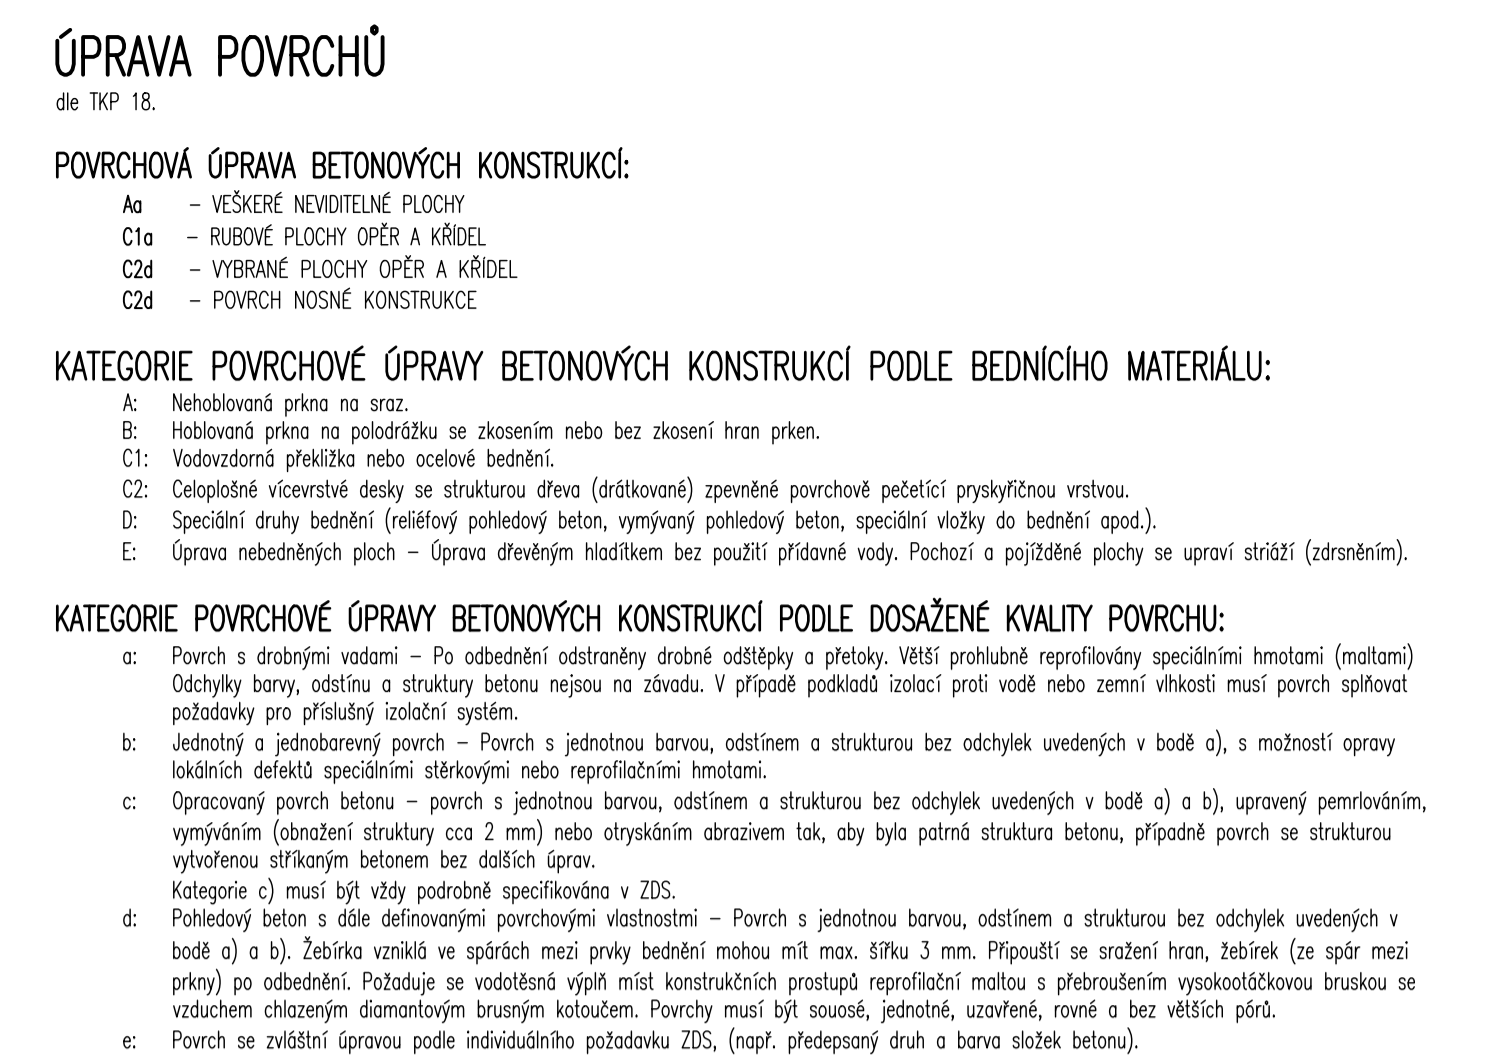 ÚPRAVA POVRCHŮ
dle TKP 18.
POVRCHOVÁ ÚPRAVA BETONOVÝCH KONSTRUKCÍ:
Aa – VEŠKERÉ NEVIDITELNÉ PLOCHY
C1a – RUBOVÉ PLOCHY OPĚR A KŘÍDEL
C2d – VYBRANÉ PLOCHY OPĚR A KŘÍDEL
C2d – POVRCH NOSNÉ KONSTRUKCE
KATEGORIE POVRCHOVÉ ÚPRAVY BETONOVÝCH KONSTRUKCÍ PODLE BEDNÍCÍHO MATERIÁLU:
A: Nehoblovaná prkna na sraz.
B: Hoblovaná prkna na polodrážku se zkosením nebo bez zkosení hran prken.
C1: Vodovzdorná překližka nebo ocelové bednění.
C2: Celoplošné vícevrstvé desky se strukturou dřeva (drátkované) zpevněné povrchově pečetící pryskyřičnou vrstvou.
D: Speciální druhy bednění (reliéfový pohledový beton, vymývaný pohledový beton, speciální vložky do bednění apod.).
E: Úprava nebedněných ploch – Úprava dřevěným hladítkem bez použití přídavné vody. Pochozí a pojížděné plochy se upraví striáží (zdrsněním).
KATEGORIE POVRCHOVÉ ÚPRAVY BETONOVÝCH KONSTRUKCÍ PODLE DOSAŽENÉ KVALITY POVRCHU:
a: Povrch s drobnými vadami – Po odbednění odstraněny drobné odštěpky a přetoky. Větší prohlubně reprofilovány speciálními hmotami (maltami)
Odchylky barvy, odstínu a struktury betonu nejsou na závadu. V případě podkladů izolací proti vodě nebo zemní vlhkosti musí povrch splňovat
požadavky pro příslušný izolační systém.
b: Jednotný a jednobarevný povrch – Povrch s jednotnou barvou, odstínem a strukturou bez odchylek uvedených v bodě a), s možností opravy
lokálních defektů speciálními stěrkovými nebo reprofilačními hmotami.
c: Opracovaný povrch betonu – povrch s jednotnou barvou, odstínem a strukturou bez odchylek uvedených v bodě a) a b), upravený pemrlováním,
vymýváním (obnažení struktury cca 2 mm) nebo otryskáním abrazivem tak, aby byla patrná struktura betonu, případně povrch se strukturou
vytvořenou stříkaným betonem bez dalších úprav.
Kategorie c) musí být vždy podrobně specifikována v ZDS.
d: Pohledový beton s dále definovanými povrchovými vlastnostmi – Povrch s jednotnou barvou, odstínem a strukturou bez odchylek uvedených v
bodě a) a b). Žebírka vzniklá ve spárách mezi prvky bednění mohou mít max. šířku 3 mm. Připouští se sražení hran, žebírek (ze spár mezi
prkny) po odbednění. Požaduje se vodotěsná výplň míst konstrukčních prostupů reprofilační maltou s přebroušením vysokootáčkovou bruskou se
vzduchem chlazeným diamantovým brusným kotoučem. Povrchy musí být souosé, jednotné, uzavřené, rovné a bez větších pórů.
e: Povrch se zvláštní úpravou podle individuálního požadavku ZDS, (např. předepsaný druh a barva složek betonu).